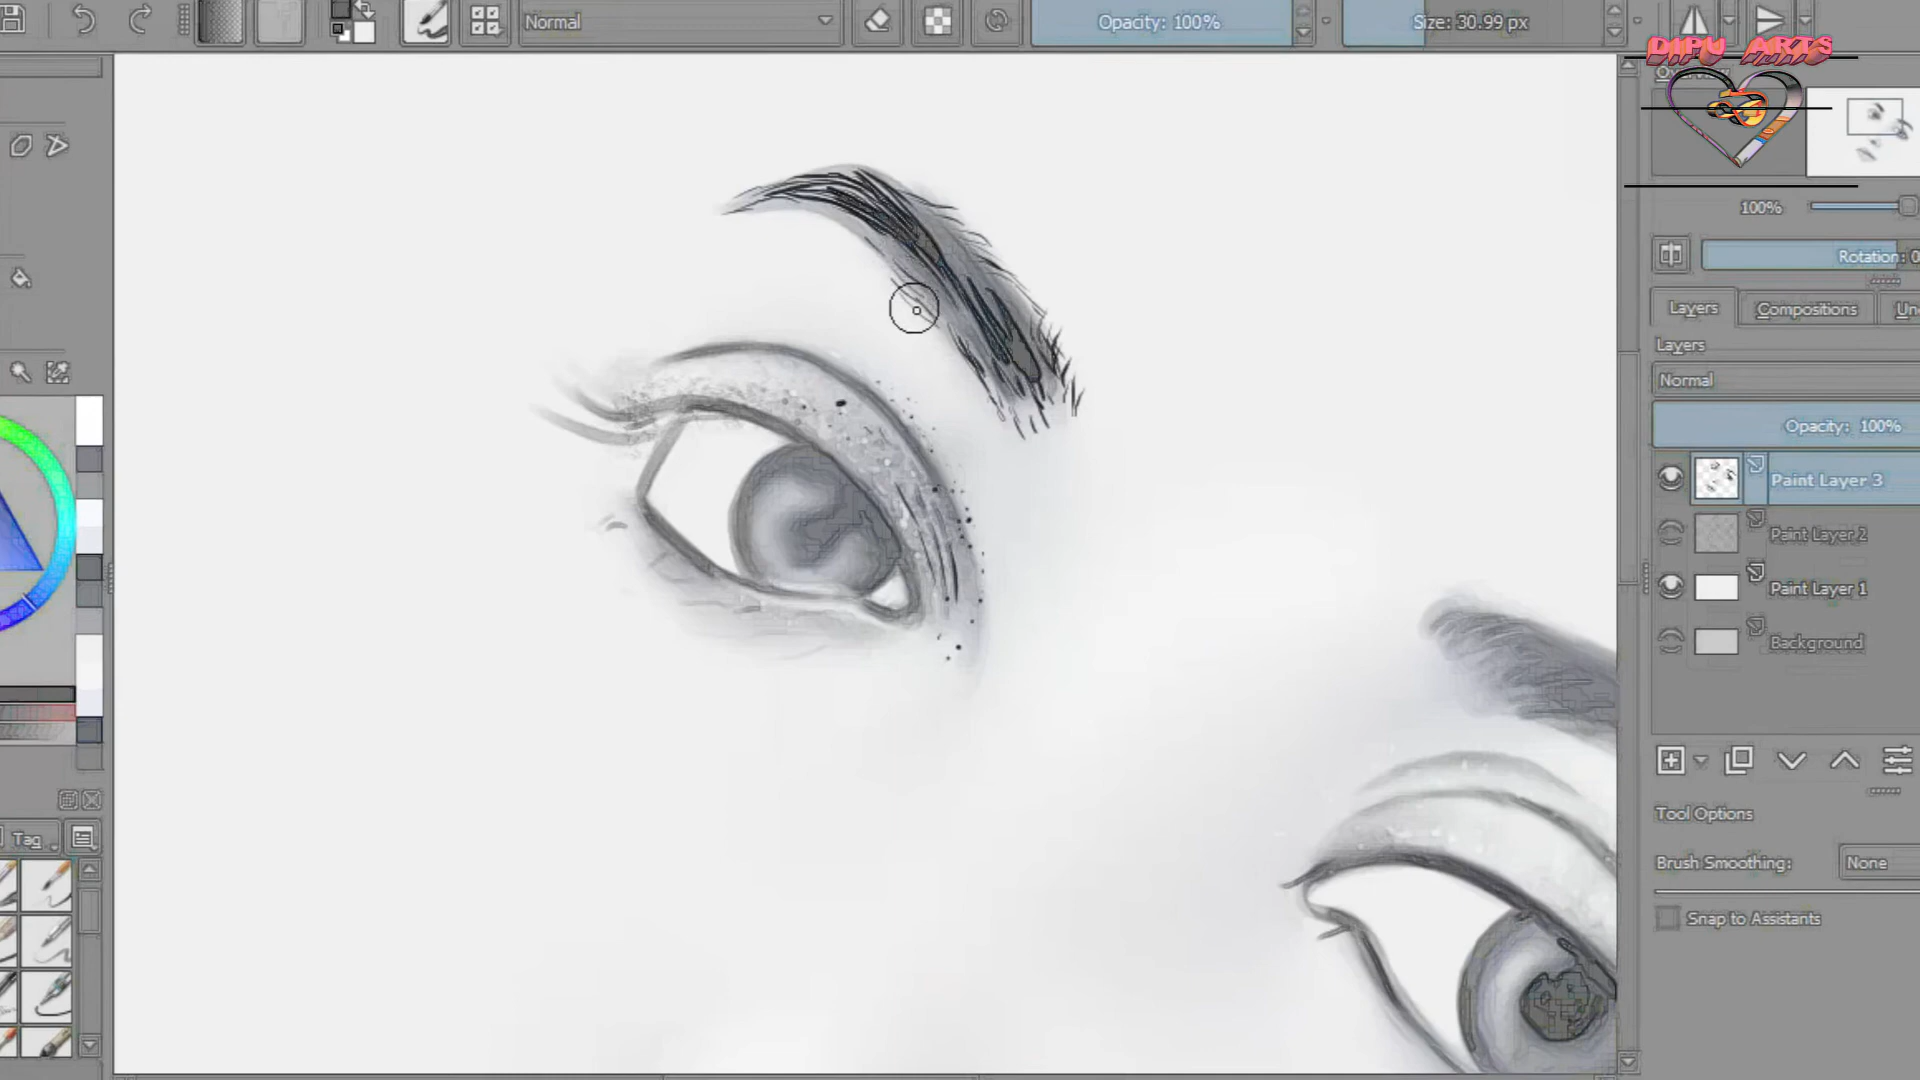 Normal
Opacity: 100%
Size: 30.99 px
DIPU ARTS
100%
Rotation: 0
Layers
Compositions
Un
Layers
Normal
Opacity: 100%
Paint Layer 3
Paint Layer 2
Paint Layer 1
Background
Tool Options
Brush Smoothing:
None
Snap to Assistants
Tag